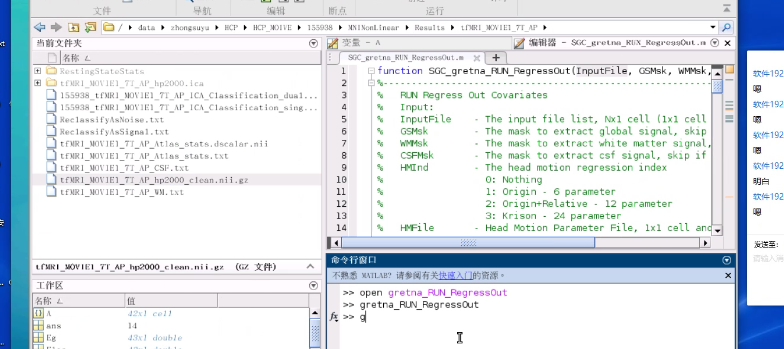 文件
导航
编辑
断点
运行
/ data / zhongsuya / HCP / HCP_MOIVE / 155938 / MNINonLinear / Results / tfMRI_MOVIE1_7T_AP /
当前文件夹
名称
RestingStateStats
tfMRI_MOVIE1_7T_AP_hp2000.ica
155938_tfMRI_MOVIE1_7T_AP_ICA_Classification_dual...
155938_tfMRI_MOVIE1_7T_AP_ICA_Classification_sing...
ReclassifyAsNoise.txt
ReclassifyAsSignal.txt
tfMRI_MOVIE1_7T_AP_Atlas_stats.dscalar.nii
tfMRI_MOVIE1_7T_AP_Atlas_stats.txt
tfMRI_MOVIE1_7T_AP_CSF.txt
tfMRI_MOVIE1_7T_AP_hp2000_clean.nii.gz
tfMRI_MOVIE1_7T_AP_WM.txt
tfMRI_MOVIE1_7T_AP_hp2000_clean.nii.gz (GZ 文件)
工作区
名称 值
A 42x1 cell
ans 14
Eg 43x1 double
变量 - A
编辑器 - SGC_gretna_RUN_RegressOut.m
SGC_gretna_RUN_RegressOut.m
1 function SGC_gretna_RUN_RegressOut(InputFile, GSMsk, WMMsk,
2 %-----------------------------------------------
3 % RUN Regress Out Covariates
4 % Input:
5 % InputFile - The input file list, Nx1 cell (1x1 cell
6 % GSMsk - The mask to extract global signal, skip
7 % WMMsk - The mask to extract white matter signal,
8 % CSFMsk - The mask to extract csf signal, skip if
9 % HMInd - The head motion regression index
10 % 0: Nothing
11 % 1: Origin - 6 parameter
12 % 2: Origin+Relative - 12 parameter
13 % 3: Krison - 24 parameter
14 % HMFile - Head Motion Parameter File, 1x1 cell and
命令行窗口
不熟悉 MATLAB? 请参阅有关快速入门的资源。
>> open gretna_RUN_RegressOut
>> gretna_RUN_RegressOut
fx >> g
软件192
嗯
软件192
嗯
软件192
嗯
软件192
明白
软件192
嗯
发送至: